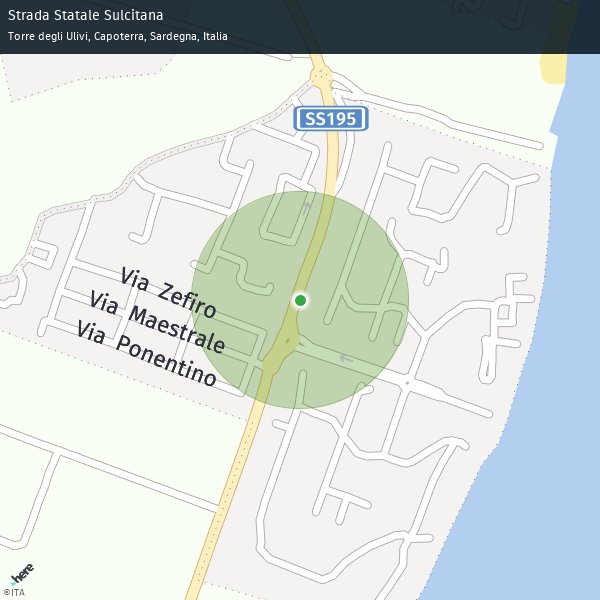 Strada Statale Sulcitana
Torre degli Ulivi, Capoterra, Sardegna, Italia
SS195
Via Zefiro
Via Maestrale
Via Ponentino
here
©ITA